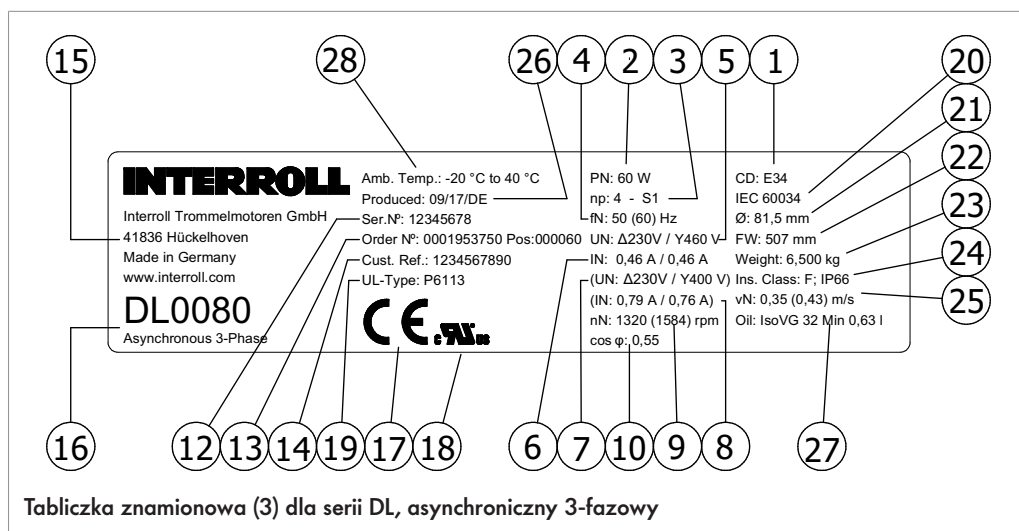 15 28 26 4 2 3 5 1 20
21
22
23
24
25
INTERROLL
Interroll Trommelmotoren GmbH
41836 Hückelhoven
Made in Germany
www.interroll.com
DL0080
Asynchronous 3-Phase
Amb. Temp.: -20 °C to 40 °C
Produced: 09/17/DE
Ser.Nº: 12345678
Order Nº: 0001953750 Pos:000060
Cust. Ref.: 1234567890
UL-Type: P6113
CE c RU us
PN: 60 W
np: 4 - S1
fN: 50 (60) Hz
UN: Δ230V / Y460 V
IN: 0,46 A / 0,46 A
(UN: Δ230V / Y400 V)
(IN: 0,79 A / 0,76 A)
nN: 1320 (1584) rpm
cos φ: 0,55
CD: E34
IEC 60034
Ø: 81,5 mm
FW: 507 mm
Weight: 6,500 kg
Ins. Class: F; IP66
vN: 0,35 (0,43) m/s
Oil: IsoVG 32 Min 0,63 l
16 12 13 14 19 17 18 6 7 10 9 8 27
Tabliczka znamionowa (3) dla serii DL, asynchroniczny 3-fazowy